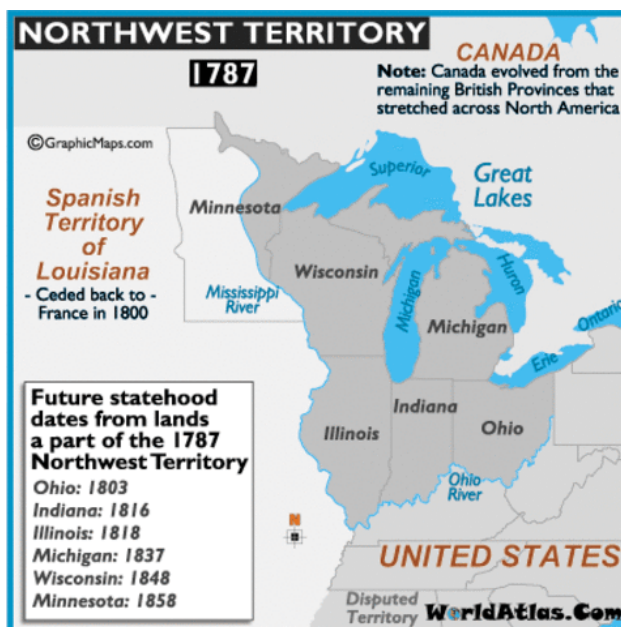 NORTHWEST TERRITORY
1787
CANADA
Note: Canada evolved from the
remaining British Provinces that
stretched across North America
©GraphicMaps.com
Spanish
Territory
of
Louisiana
- Ceded back to -
France in 1800
Superior
Great
Lakes
Minnesota
Wisconsin
Mississippi
River
Michigan
Huron
Michigan
Ontario
Erie
Illinois
Indiana
Ohio
Ohio
River
Future statehood
dates from lands
a part of the 1787
Northwest Territory
Ohio: 1803
Indiana: 1816
Illinois: 1818
Michigan: 1837
Wisconsin: 1848
Minnesota: 1858
N
UNITED STATES
Disputed
Territory
WorldAtlas.Com